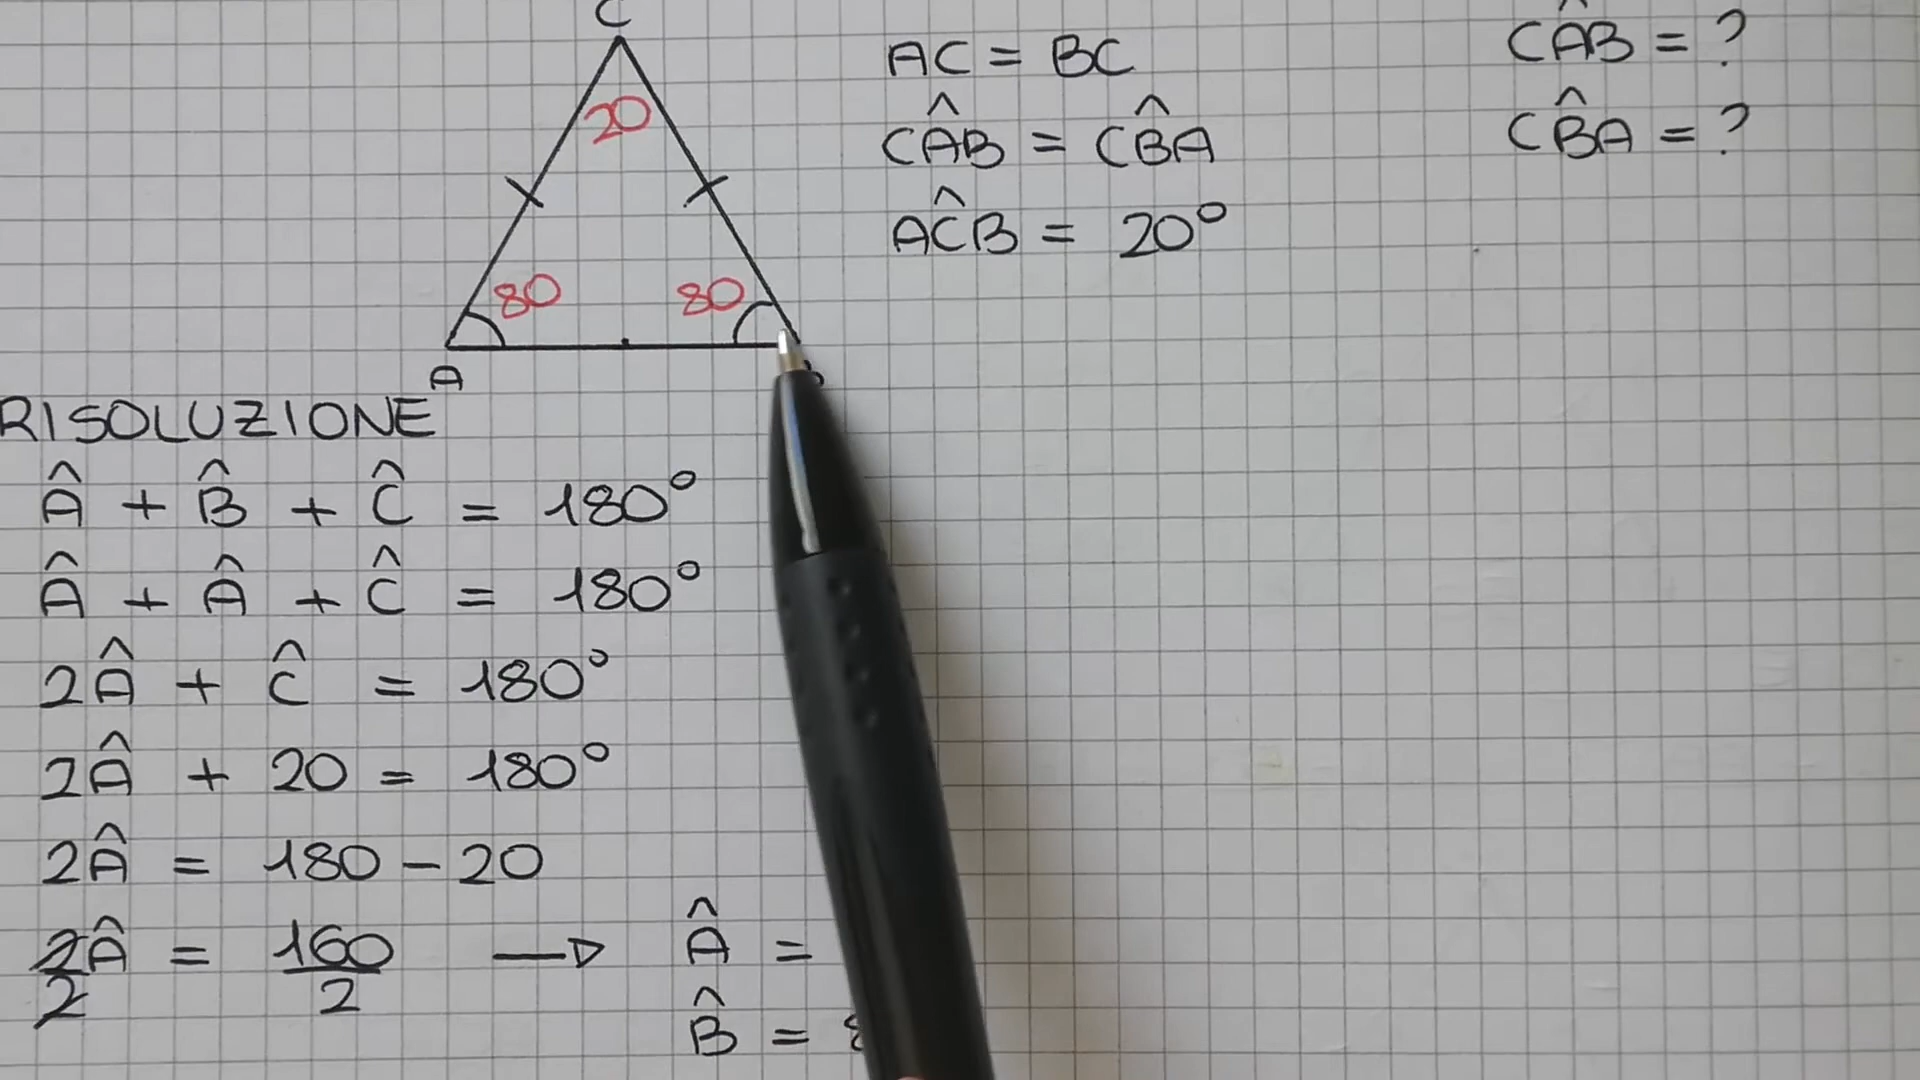 C
20
80 80
A
AC = BC
CÂB = CB̂A
AĈB = 20°
CÂB = ?
CB̂A = ?
RISOLUZIONE
Â + B̂ + Ĉ = 180°
Â + Â + Ĉ = 180°
2Â + Ĉ = 180°
2Â + 20 = 180°
2Â = 180 - 20
2Â/2 = 160/2 → Â =
B̂ =